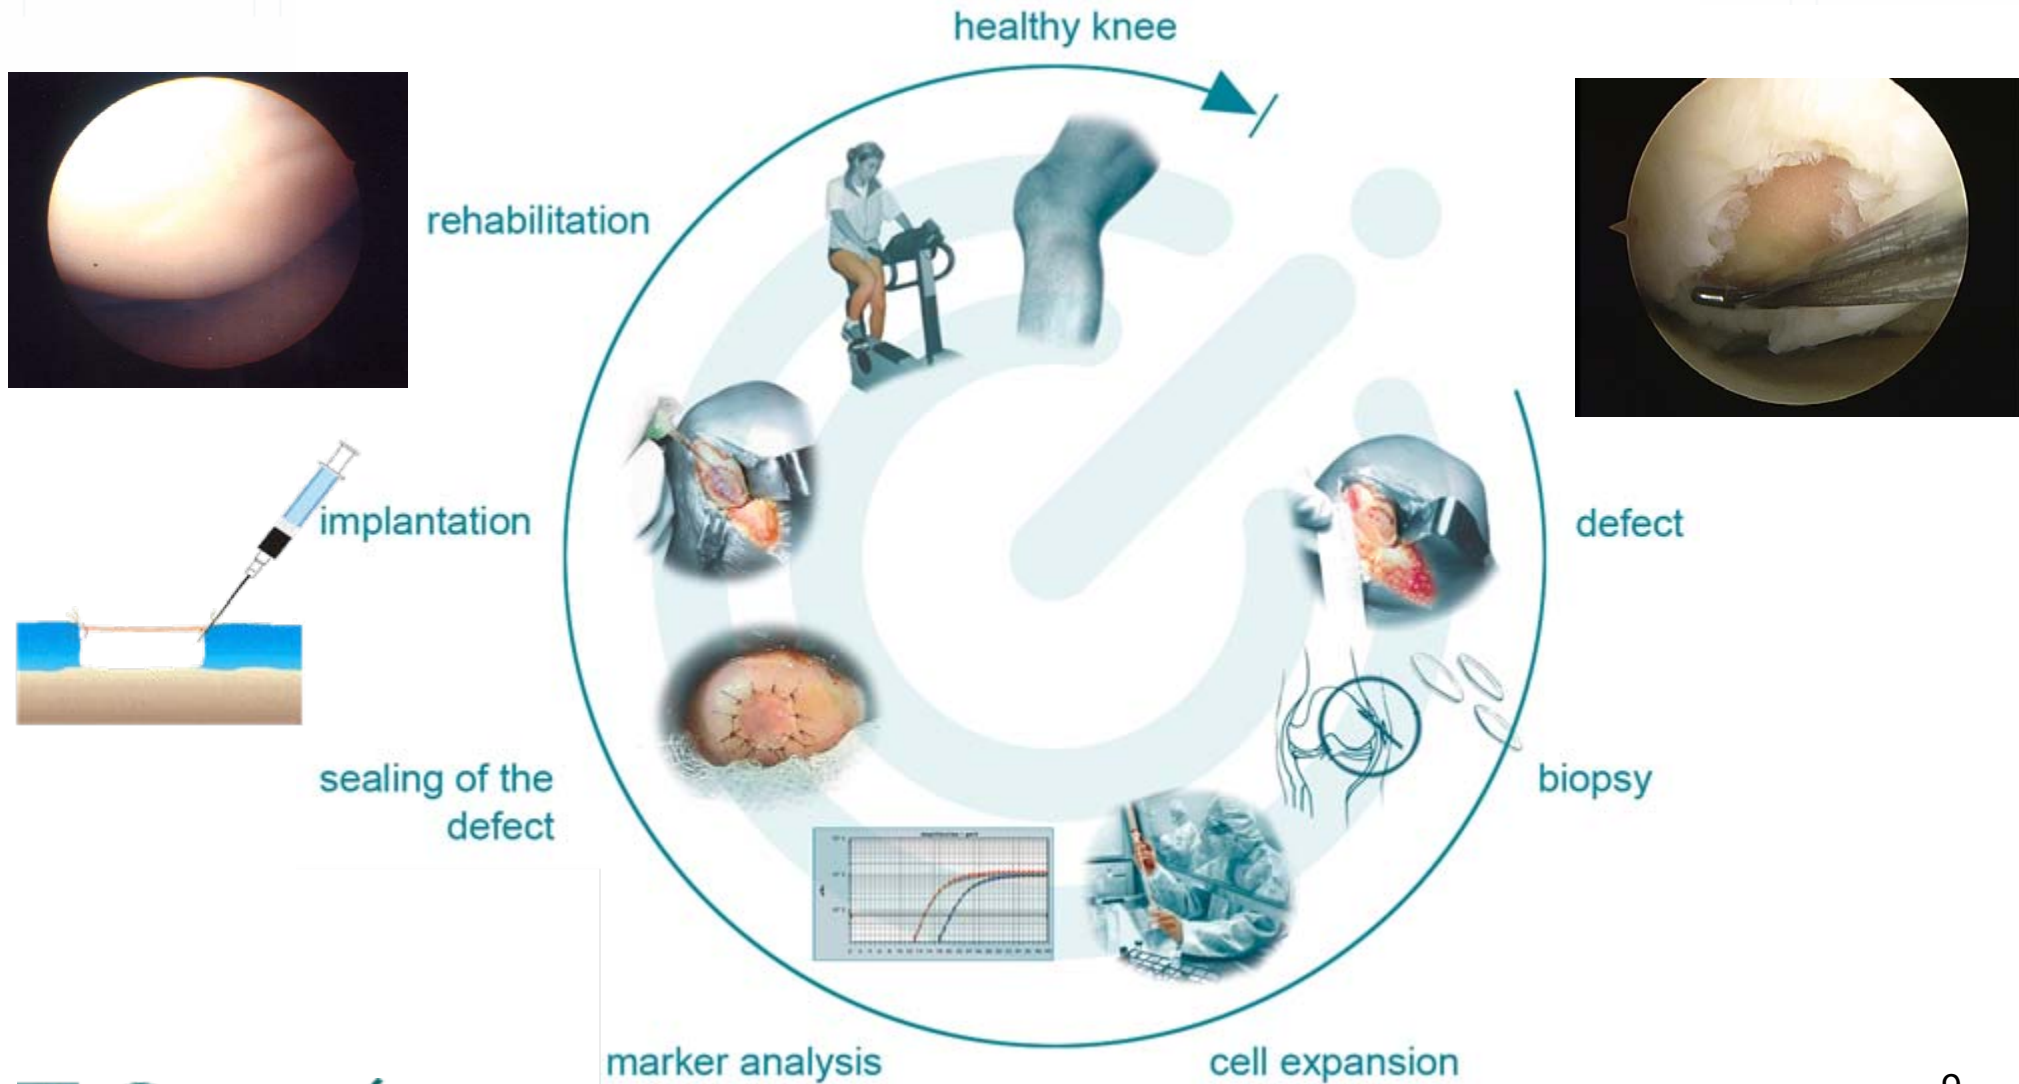 healthy knee
rehabilitation
implantation
defect
sealing of the
defect
biopsy
marker analysis
cell expansion